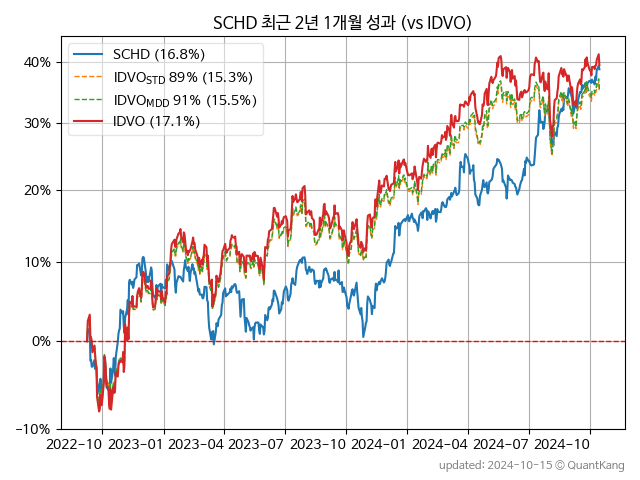 SCHD 최근 2년 1개월 성과 (vs IDVO)
SCHD (16.8%)
IDVO_STD 89% (15.3%)
IDVO_MDD 91% (15.5%)
IDVO (17.1%)
40%
30%
20%
10%
0%
-10%
2022-10 2023-01 2023-04 2023-07 2023-10 2024-01 2024-04 2024-07 2024-10
updated: 2024-10-15 © QuantKang